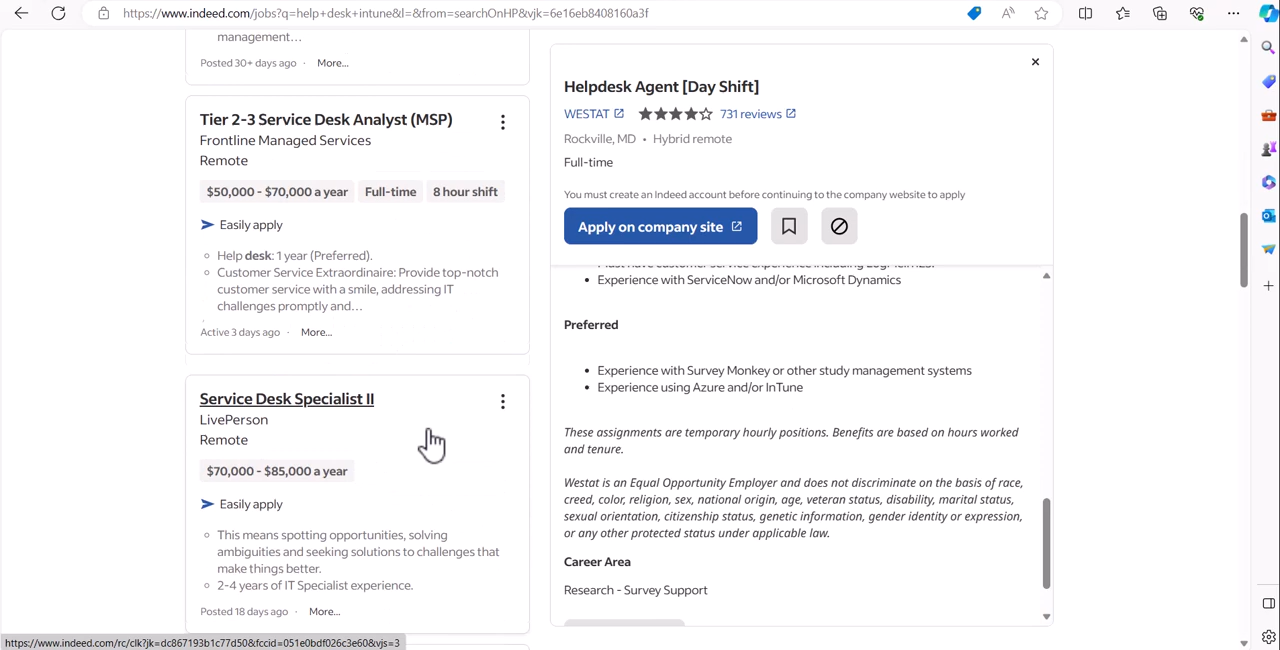 https://www.indeed.com/jobs?q=help+desk+intune&l=&from=searchOnHP&vjk=6e16eb8408160a3f
management…
Posted 30+ days ago · More...
Tier 2-3 Service Desk Analyst (MSP)
Frontline Managed Services
Remote
$50,000 - $70,000 a year Full-time 8 hour shift
Easily apply
Help desk: 1 year (Preferred).
Customer Service Extraordinaire: Provide top-notch
customer service with a smile, addressing IT
challenges promptly and…
Active 3 days ago · More...
Service Desk Specialist II
LivePerson
Remote
$70,000 - $85,000 a year
Easily apply
This means spotting opportunities, solving
ambiguities and seeking solutions to challenges that
make things better.
2-4 years of IT Specialist experience.
Posted 18 days ago · More...
https://www.indeed.com/rc/clk?jk=dc867193b1c77d50&fccid=051e0bdf026c3e60&vjs=3
Helpdesk Agent [Day Shift]
WESTAT 731 reviews
Rockville, MD • Hybrid remote
Full-time
You must create an Indeed account before continuing to the company website to apply
Apply on company site
• Experience with ServiceNow and/or Microsoft Dynamics
Preferred
• Experience with Survey Monkey or other study management systems
• Experience using Azure and/or InTune
These assignments are temporary hourly positions. Benefits are based on hours worked
and tenure.
Westat is an Equal Opportunity Employer and does not discriminate on the basis of race,
creed, color, religion, sex, national origin, age, veteran status, disability, marital status,
sexual orientation, citizenship status, genetic information, gender identity or expression,
or any other protected status under applicable law.
Career Area
Research - Survey Support